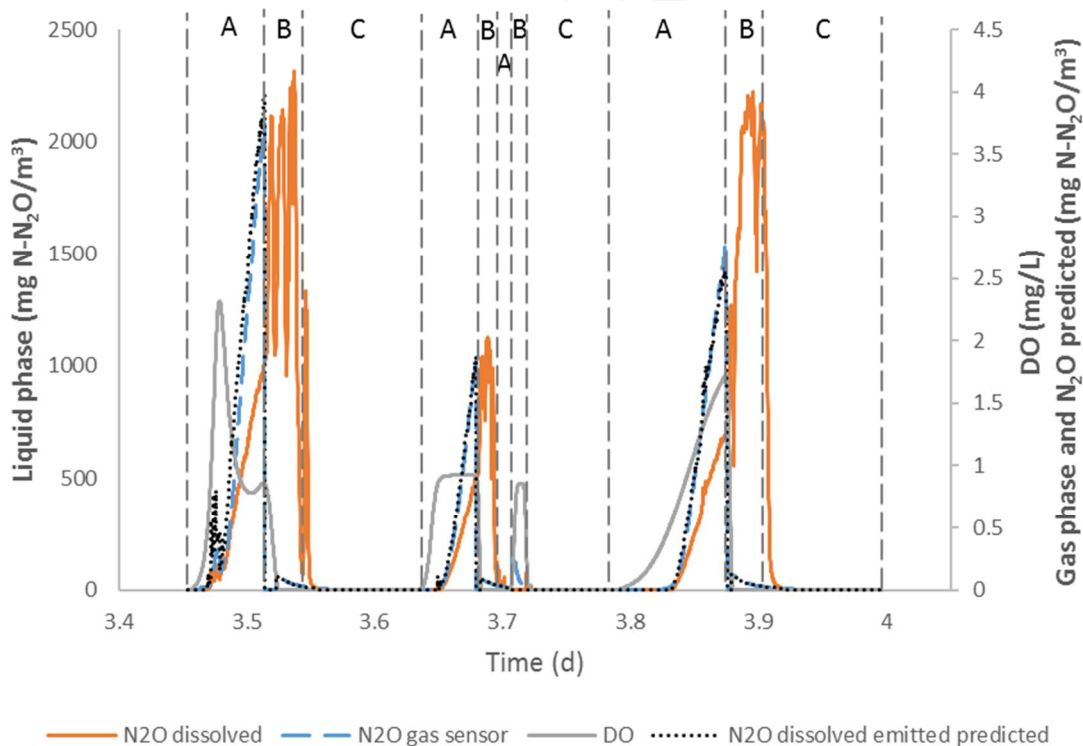 A B C A B B C A B C
A
2500
2000
1500
1000
500
0
Liquid phase (mg N-N₂O/m³)
4.5
4
3.5
3
2.5
2
1.5
1
0.5
0
DO (mg/L)
Gas phase and N₂O predicted (mg N-N₂O/m³)
3.4 3.5 3.6 3.7 3.8 3.9 4
Time (d)
N2O dissolved N2O gas sensor DO N2O dissolved emitted predicted